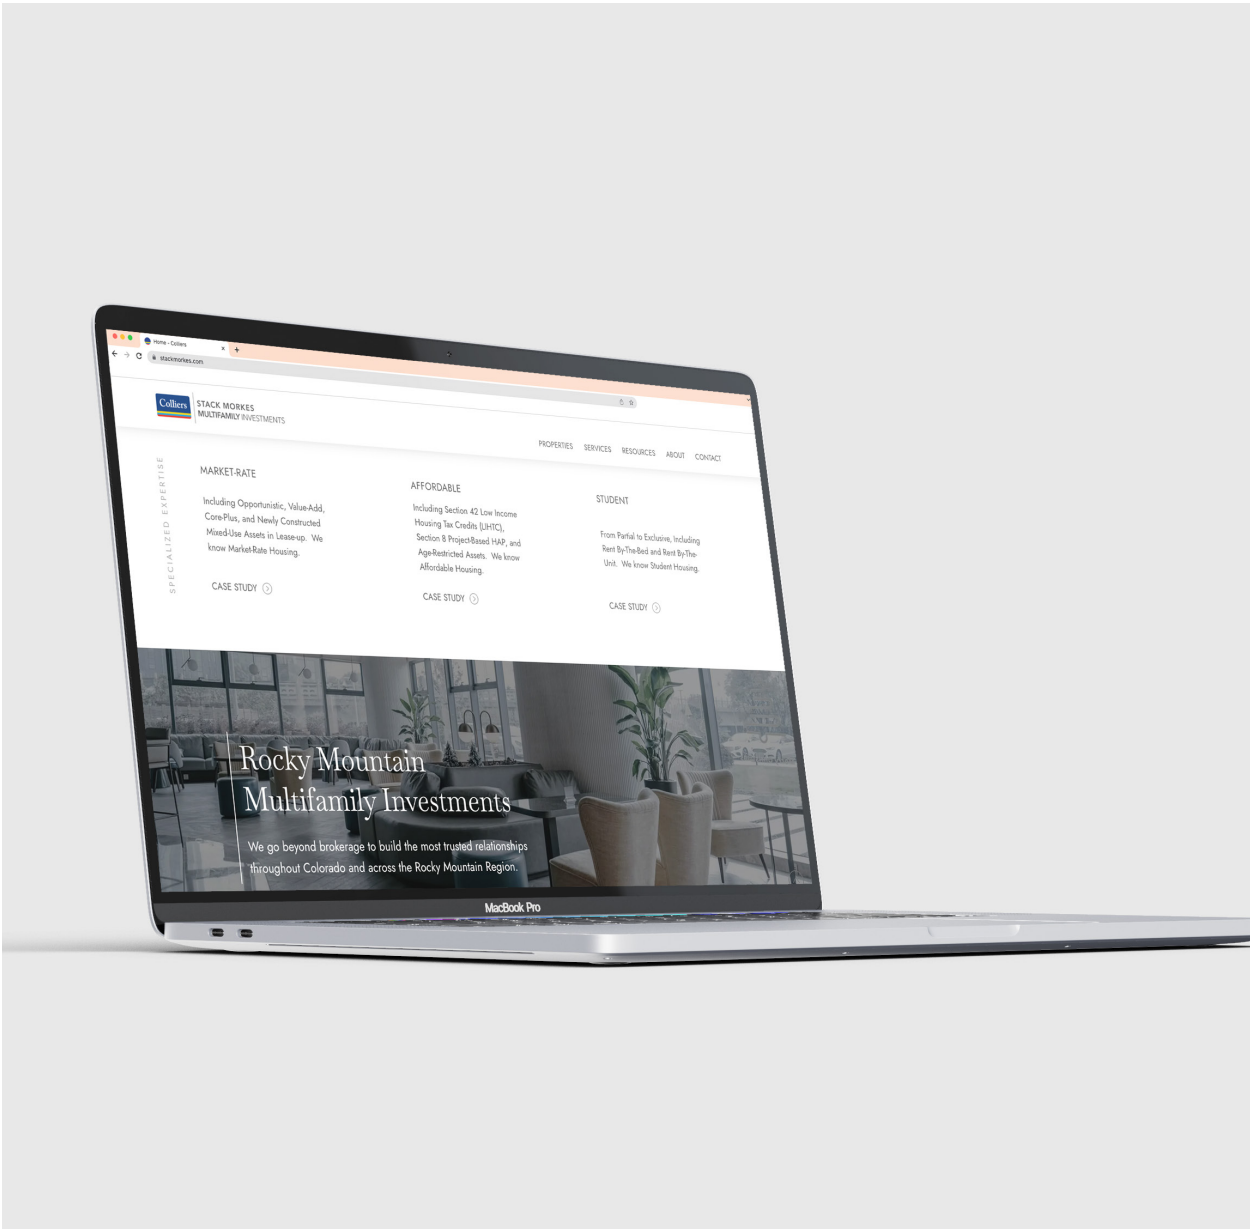 Home - Colliers
stackmorkes.com
Colliers
STACK MORKES
MULTIFAMILY INVESTMENTS
PROPERTIES SERVICES RESOURCES ABOUT CONTACT
SPECIALIZED EXPERTISE
MARKET-RATE
Including Opportunistic, Value-Add,
Core-Plus, and Newly Constructed
Mixed-Use Assets in Lease-up. We
know Market-Rate Housing.
CASE STUDY
AFFORDABLE
Including Section 42 Low Income
Housing Tax Credits (LIHTC),
Section 8 Project-Based HAP, and
Age-Restricted Assets. We know
Affordable Housing.
CASE STUDY
STUDENT
From Partial to Exclusive, Including
Rent By-The-Bed and Rent By-The-
Unit. We know Student Housing.
CASE STUDY
Rocky Mountain
Multifamily Investments
We go beyond brokerage to build the most trusted relationships
throughout Colorado and across the Rocky Mountain Region.
MacBook Pro